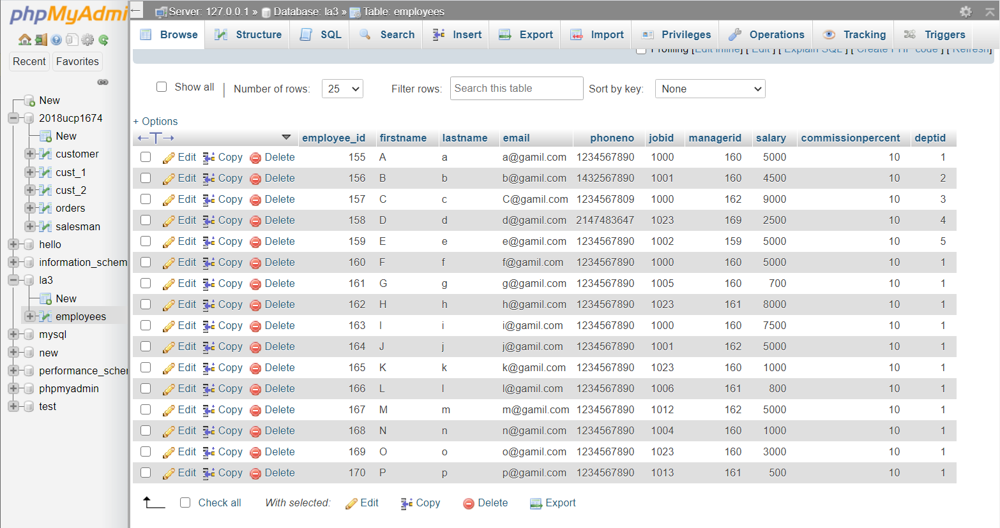 phpMyAdmi
Server: 127.0.0.1 » Database: la3 » Table: employees
Browse Structure SQL Search Insert Export Import Privileges Operations Tracking Triggers
Profiling [Edit inline] [ Edit ] [ Explain SQL ] [ Create PHP code ] [ Refresh]
Recent Favorites
New
2018ucp1674
New
customer
cust_1
cust_2
orders
salesman
hello
information_schem
la3
New
employees
mysql
new
performance_scher
phpmyadmin
test
Show all | Number of rows: 25 Filter rows: Search this table Sort by key: None
+ Options
←T→ employee_id firstname lastname email phoneno jobid managerid salary commissionpercent deptid
Edit Copy Delete 155 A a a@gamil.com 1234567890 1000 160 5000 10 1
Edit Copy Delete 156 B b b@gamil.com 1432567890 1001 160 4500 10 2
Edit Copy Delete 157 C c C@gamil.com 1234567809 1000 162 9000 10 3
Edit Copy Delete 158 D d d@gamil.com 2147483647 1023 169 2500 10 4
Edit Copy Delete 159 E e e@gamil.com 1234567890 1002 159 5000 10 5
Edit Copy Delete 160 F f f@gamil.com 1234567890 1000 160 5000 10 1
Edit Copy Delete 161 G g g@gamil.com 1234567890 1005 160 700 10 1
Edit Copy Delete 162 H h h@gamil.com 1234567890 1023 161 8000 10 1
Edit Copy Delete 163 I i i@gamil.com 1234567890 1000 160 7500 10 1
Edit Copy Delete 164 J j j@gamil.com 1234567890 1001 162 5000 10 1
Edit Copy Delete 165 K k k@gamil.com 1234567890 1023 160 1000 10 1
Edit Copy Delete 166 L l l@gamil.com 1234567890 1006 161 800 10 1
Edit Copy Delete 167 M m m@gamil.com 1234567890 1012 162 5000 10 1
Edit Copy Delete 168 N n n@gamil.com 1234567890 1004 160 1000 10 1
Edit Copy Delete 169 O o o@gamil.com 1234567890 1023 160 3000 10 1
Edit Copy Delete 170 P p p@gamil.com 1234567890 1013 161 500 10 1
Check all With selected: Edit Copy Delete Export